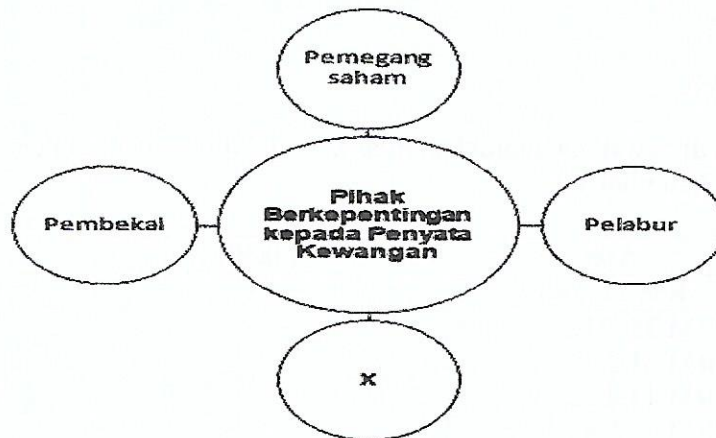 Pemegang
saham
Pembekal
Pihak
Berkepentingan
kepada Penyata
Kewangan
Pelabur
X